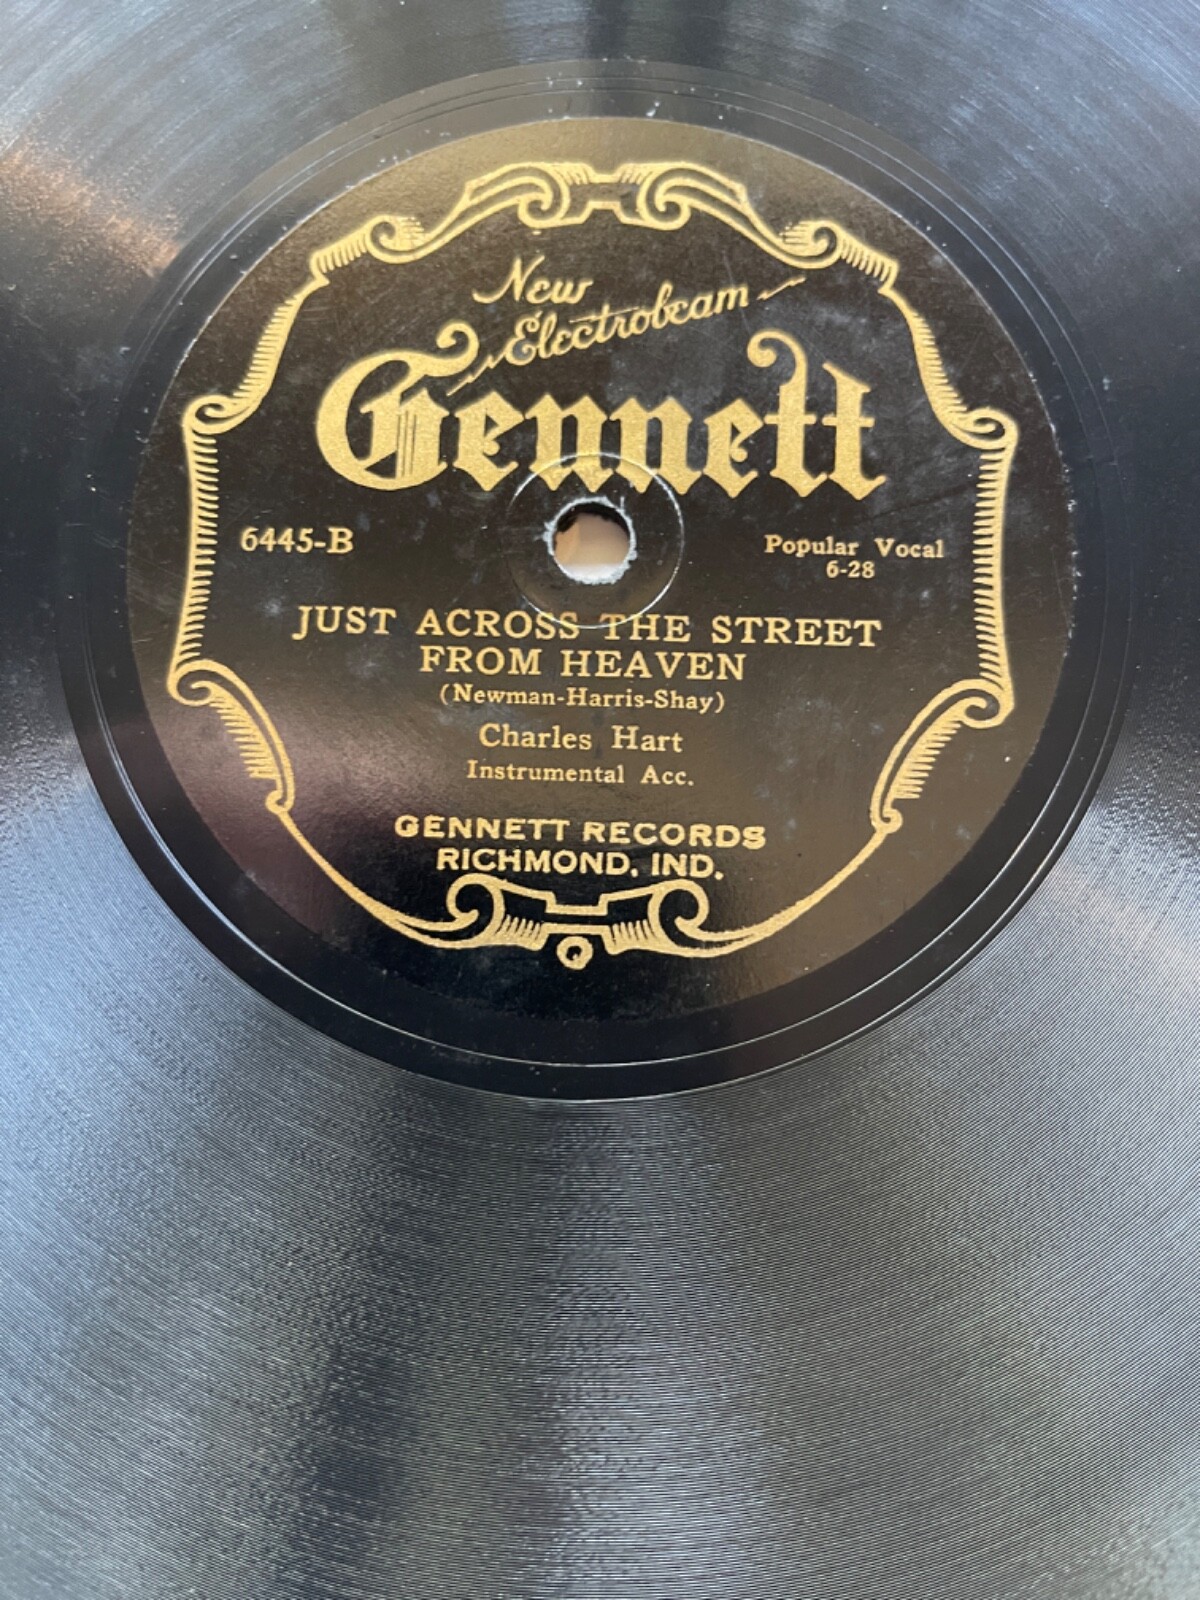 New
Electrobeam
Gennett
6445-B
Popular Vocal
6-28
JUST ACROSS THE STREET
FROM HEAVEN
(Newman-Harris-Shay)
Charles Hart
Instrumental Acc.
GENNETT RECORDS
RICHMOND, IND.
Q